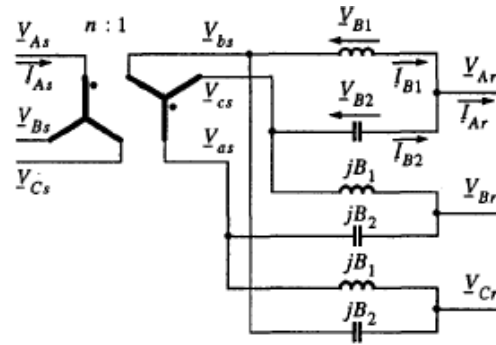 n : 1
V_As
I_As
V_Bs
V_Cs
V_bs
V_cs
V_as
V_B1
I_B1
V_Ar
V_B2
I_Ar
I_B2
jB_1
V_Br
jB_2
jB_1
V_Cr
jB_2